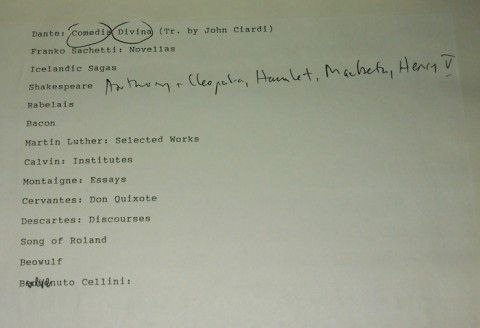 Dante: Comedia Divina (Tr. by John Ciardi)
Franko Sachetti: Novellas
Icelandic Sagas
Shakespeare Anthony + Cleopatra, Hamlet, Macbeth, Henry V
Rabelais
Bacon
Martin Luther: Selected Works
Calvin: Institutes
Montaigne: Essays
Cervantes: Don Quixote
Descartes: Discourses
Song of Roland
Beowulf
Benvenuto Cellini: